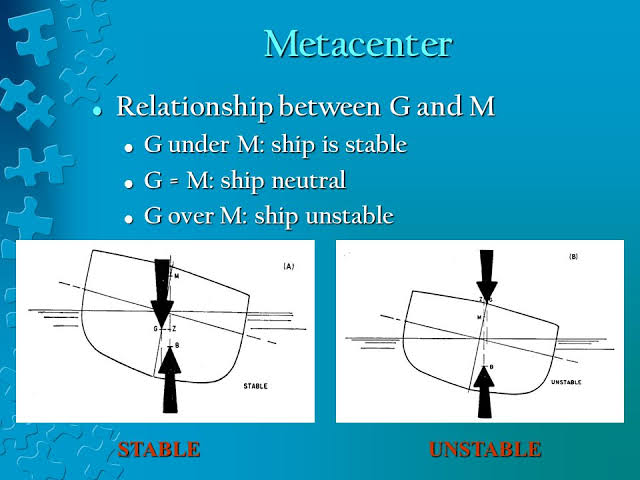 Metacenter
Relationship between G and M
G under M: ship is stable
G = M: ship neutral
G over M: ship unstable
(A)
M
G Z
B
STABLE
(B)
Z G
M
B
UNSTABLE
STABLE
UNSTABLE